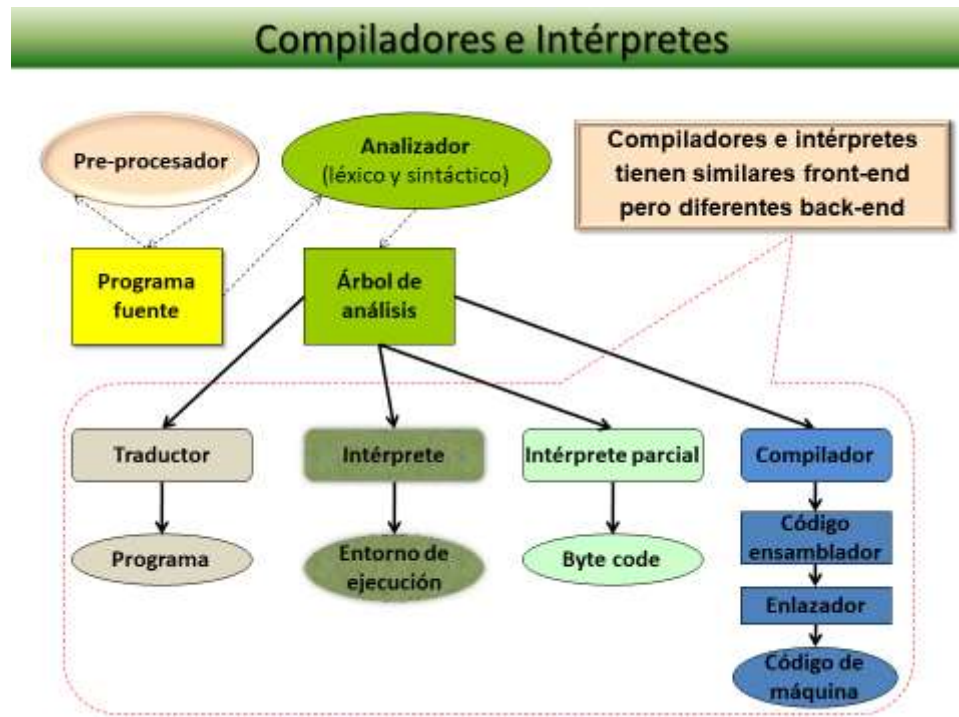 Compiladores e Intérpretes
Pre-procesador
Analizador
(léxico y sintáctico)
Compiladores e intérpretes
tienen similares front-end
pero diferentes back-end
Programa
fuente
Árbol de
análisis
Traductor
Intérprete
Intérprete parcial
Compilador
Programa
Entorno de
ejecución
Byte code
Código
ensamblador
Enlazador
Código de
máquina